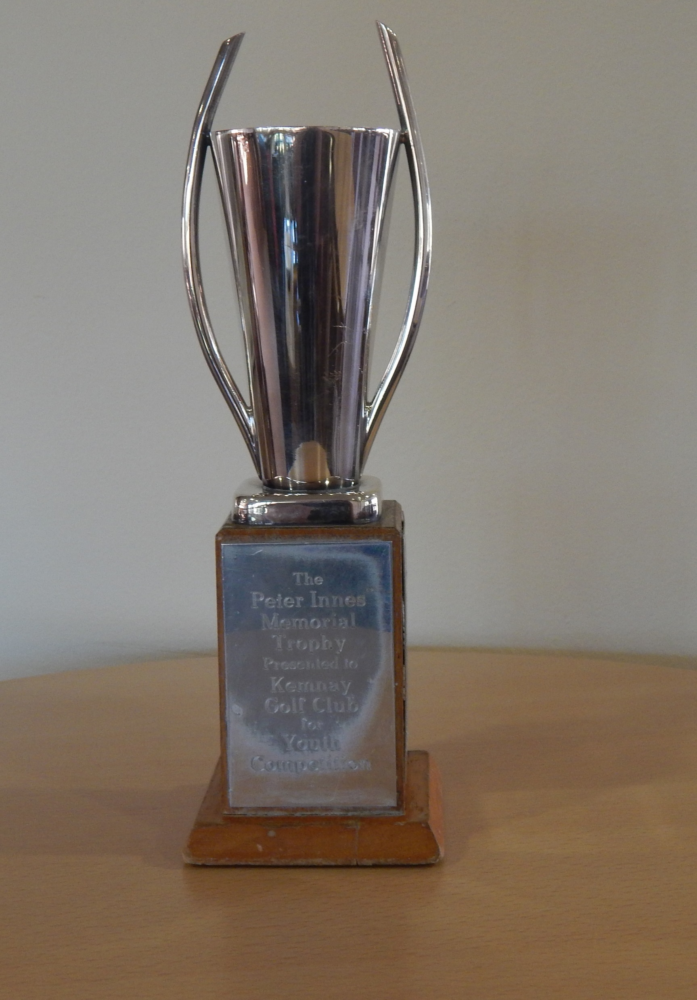 The
Peter Innes
Memorial
Trophy
Presented to
Kemnay
Golf Club
for
Youth
Competition